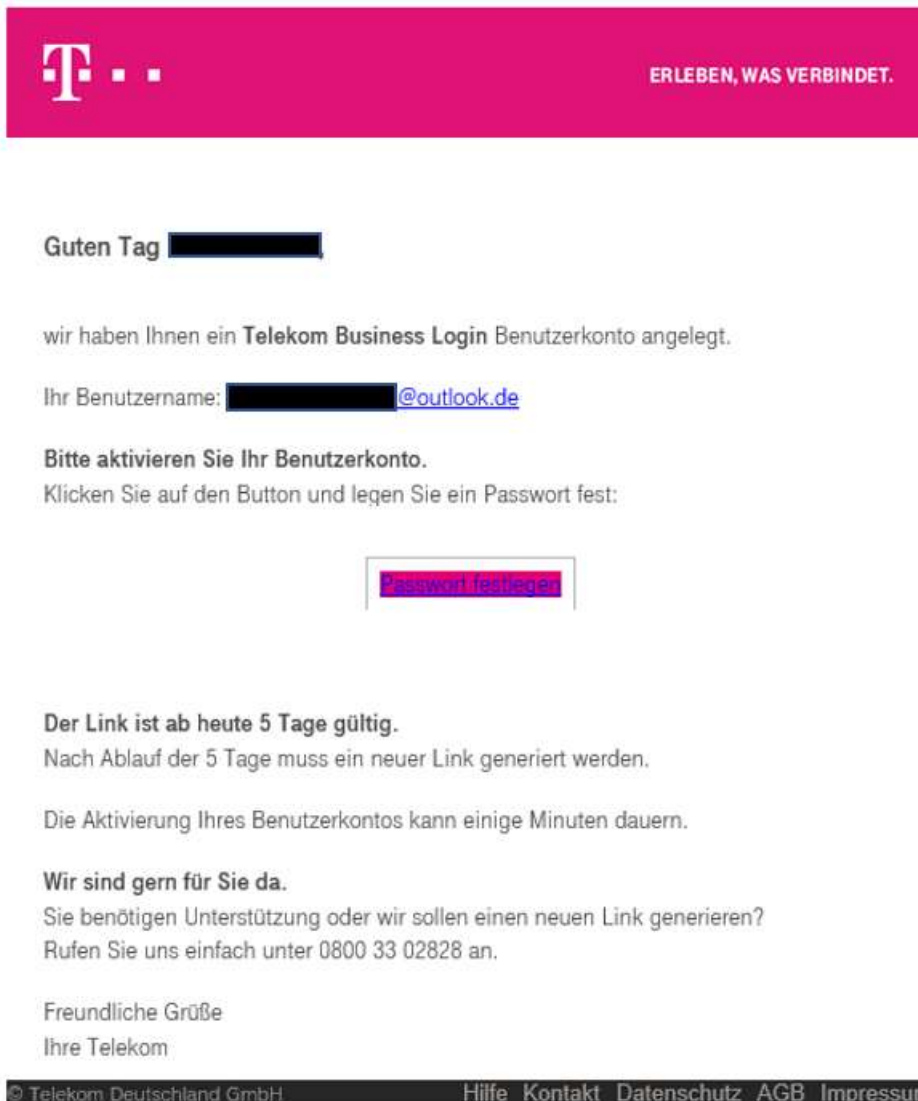 T
ERLEBEN, WAS VERBINDET.
Guten Tag ,
wir haben Ihnen ein Telekom Business Login Benutzerkonto angelegt.
Ihr Benutzername: @outlook.de
Bitte aktivieren Sie Ihr Benutzerkonto.
Klicken Sie auf den Button und legen Sie ein Passwort fest:
Passwort festlegen
Der Link ist ab heute 5 Tage gültig.
Nach Ablauf der 5 Tage muss ein neuer Link generiert werden.
Die Aktivierung Ihres Benutzerkontos kann einige Minuten dauern.
Wir sind gern für Sie da.
Sie benötigen Unterstützung oder wir sollen einen neuen Link generieren?
Rufen Sie uns einfach unter 0800 33 02828 an.
Freundliche Grüße
Ihre Telekom
© Telekom Deutschland GmbH Hilfe Kontakt Datenschutz AGB Impressu